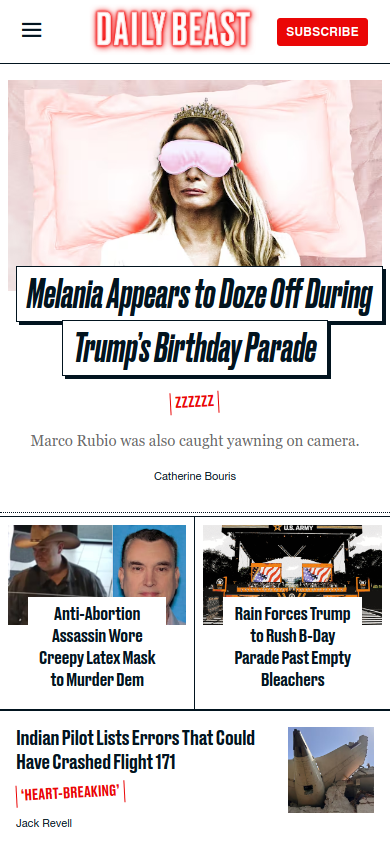 DAILY BEAST
SUBSCRIBE
Melania Appears to Doze Off During
Trump's Birthday Parade
ZZZZZZ
Marco Rubio was also caught yawning on camera.
Catherine Bouris
U.S. ARMY
Anti-Abortion
Assassin Wore
Creepy Latex Mask
to Murder Dem
Rain Forces Trump
to Rush B-Day
Parade Past Empty
Bleachers
Indian Pilot Lists Errors That Could
Have Crashed Flight 171
'HEART-BREAKING'
Jack Revell